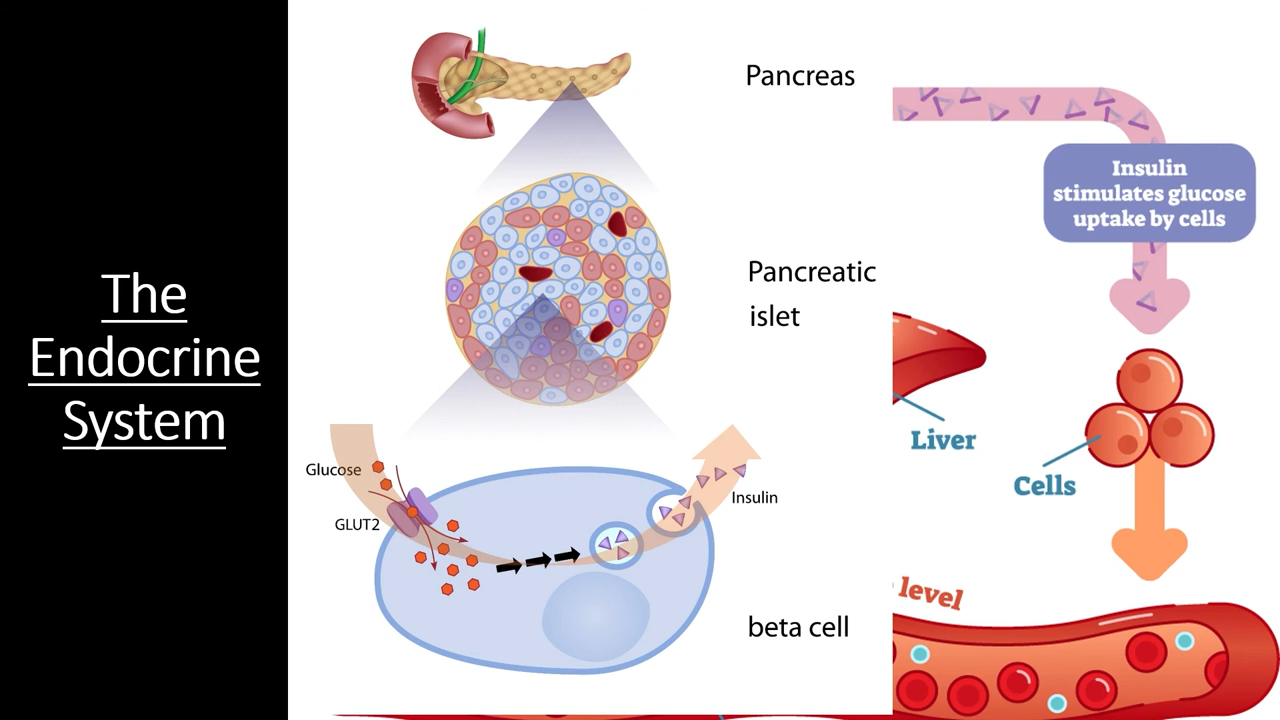 The
Endocrine
System
Pancreas
Pancreatic
islet
Glucose
GLUT2
Insulin
beta cell
Insulin
stimulates glucose
uptake by cells
Liver
Cells
level